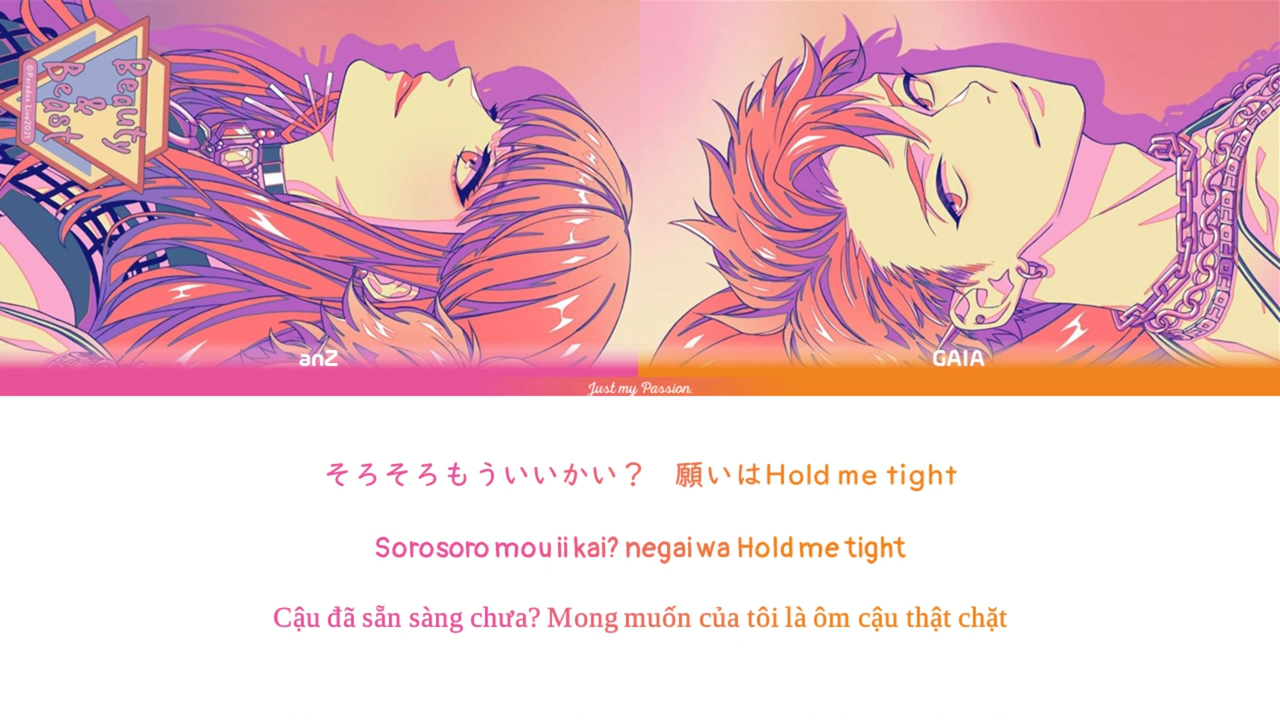 Beauty
&
Beast
©Paradox Live2021
anZ
GAIA
Just my Passion.
そろそろもういいかい？　願いはHold me tight
Sorosoro mou ii kai? negai wa Hold me tight
Cậu đã sẵn sàng chưa? Mong muốn của tôi là ôm cậu thật chặt